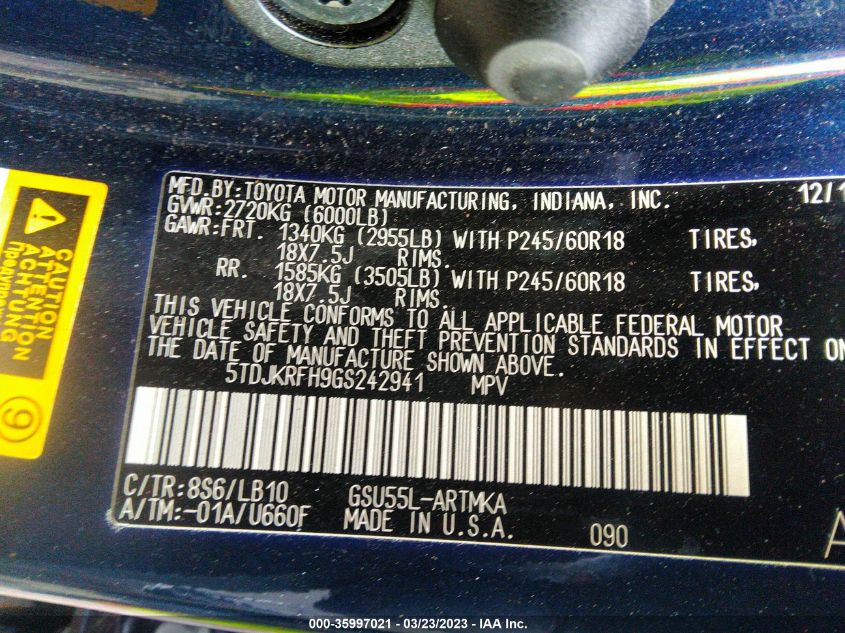 MFD.BY:TOYOTA MOTOR MANUFACTURING, INDIANA, INC. 12/1
GVWR:2720KG (6000LB)
GAWR:FRT. 1340KG (2955LB) WITH P245/60R18 TIRES,
18X7.5J RIMS.
RR. 1585KG (3505LB) WITH P245/60R18 TIRES,
18X7.5J RIMS.
THIS VEHICLE CONFORMS TO ALL APPLICABLE FEDERAL MOTOR
VEHICLE SAFETY AND THEFT PREVENTION STANDARDS IN EFFECT ON
THE DATE OF MANUFACTURE SHOWN ABOVE.
5TDJKRFH9GS242941 MPV
C/TR:8S6/LB10 GSU55L-ARTMKA
A/TM:-01A/U660F MADE IN U.S.A. 090
A
CAUTION
ATTENTION
ACHTUNG
9
000-35997021 - 03/23/2023 - IAA Inc.